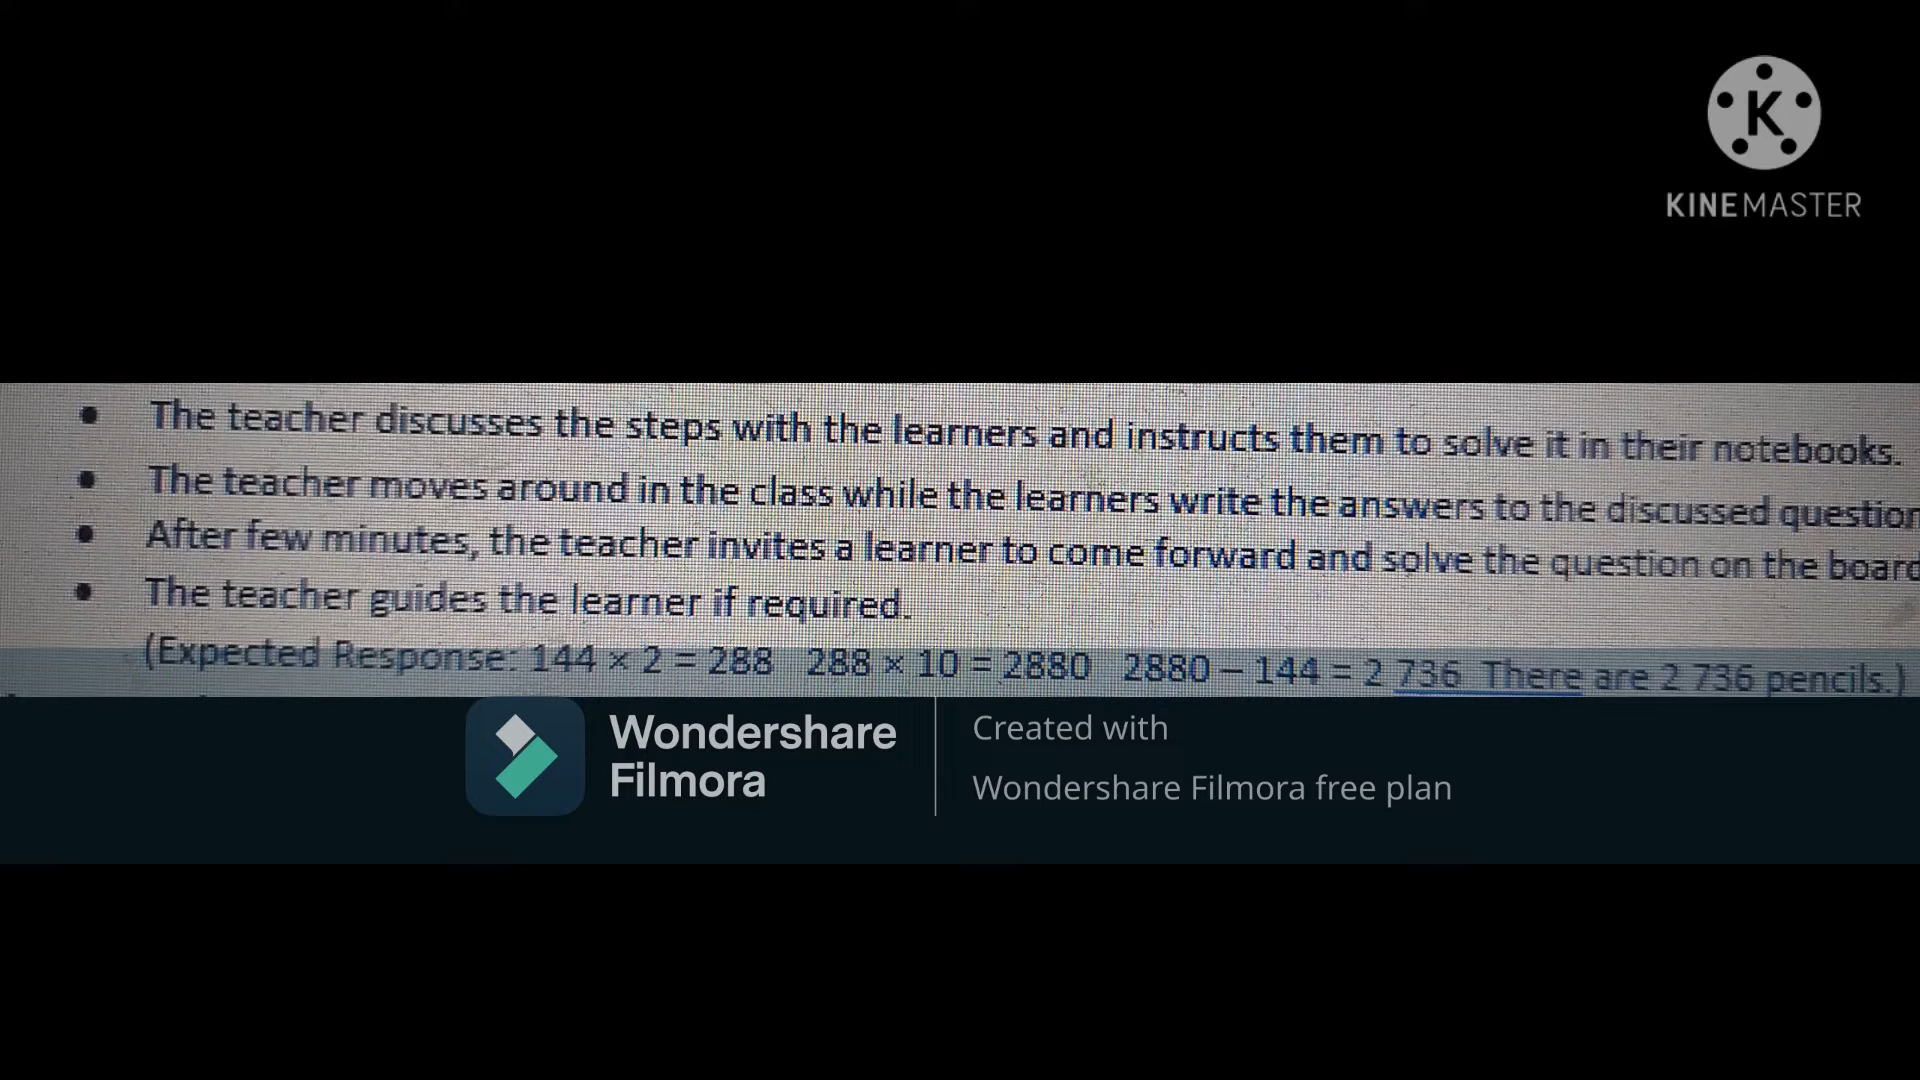 K
KINEMASTER
• The teacher discusses the steps with the learners and instructs them to solve it in their notebooks.
• The teacher moves around in the class while the learners write the answers to the discussed question
• After few minutes, the teacher invites a learner to come forward and solve the question on the board
• The teacher guides the learner if required.
(Expected Response: 144 × 2 = 288 288 × 10 = 2880 2880 – 144 = 2 736 There are 2 736 pencils.)
Wondershare
Filmora
Created with
Wondershare Filmora free plan